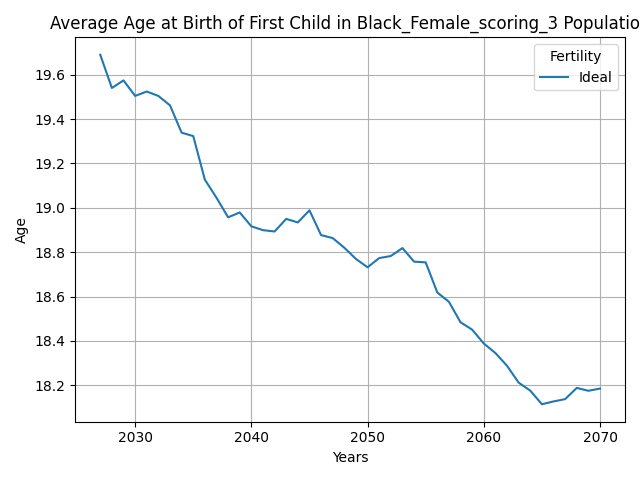 Average Age at Birth of First Child in Black_Female_scoring_3 Populatio
Fertility
Ideal
19.6
19.4
19.2
19.0
18.8
18.6
18.4
18.2
Age
2030 2040 2050 2060 2070
Years